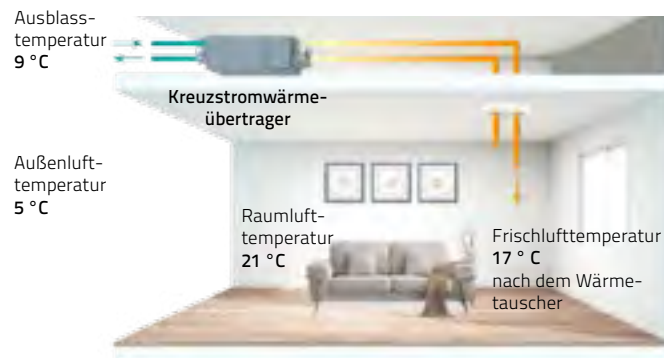 Ausblass-
temperatur
9 °C
Kreuzstromwärme-
übertrager
Außenluft-
temperatur
5 °C
Raumluft-
temperatur
21 °C
Frischlufttemperatur
17 ° C
nach dem Wärme-
tauscher